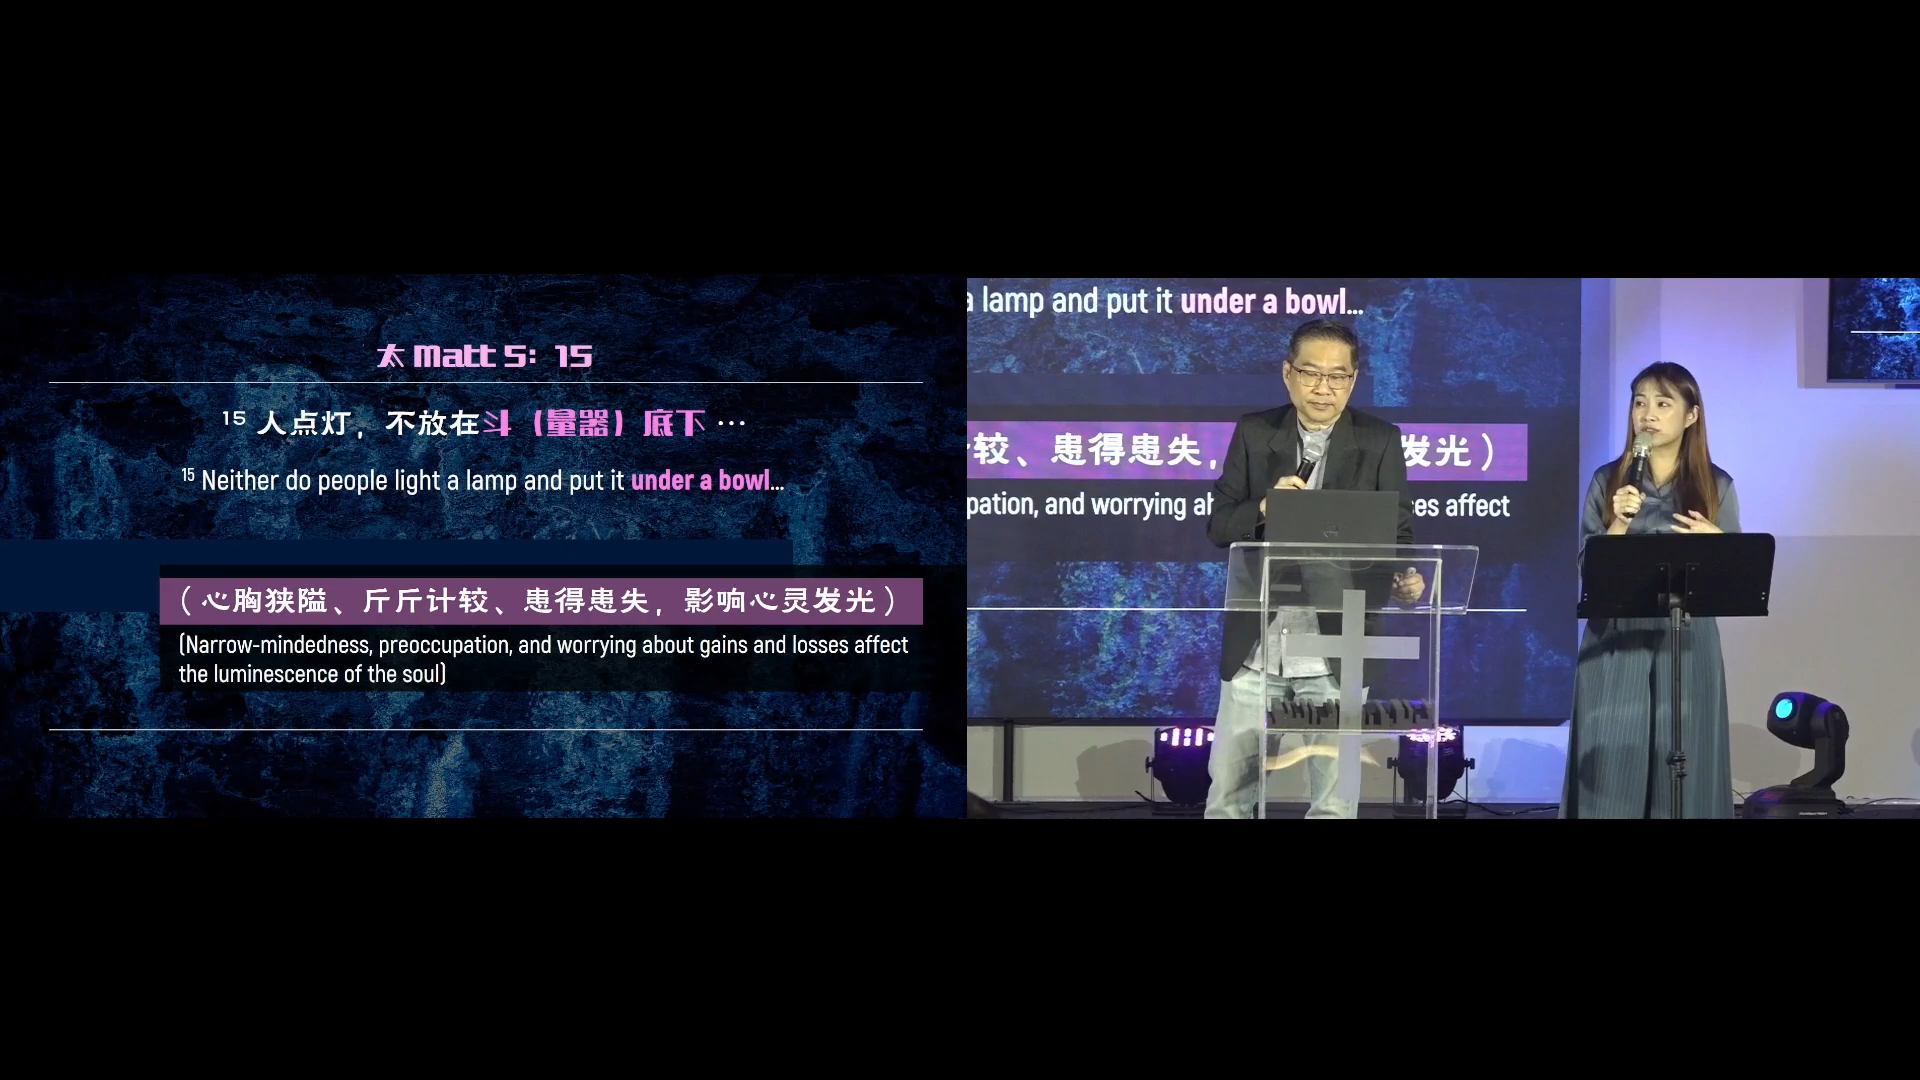 太 Matt 5: 15
15 人点灯，不放在斗（量器）底下 …
15 Neither do people light a lamp and put it under a bowl...
（心胸狭隘、斤斤计较、患得患失，影响心灵发光）
(Narrow-mindedness, preoccupation, and worrying about gains and losses affect
the luminescence of the soul)
a lamp and put it under a bowl...
较、患得患失，
发光）
pation, and worrying
affect